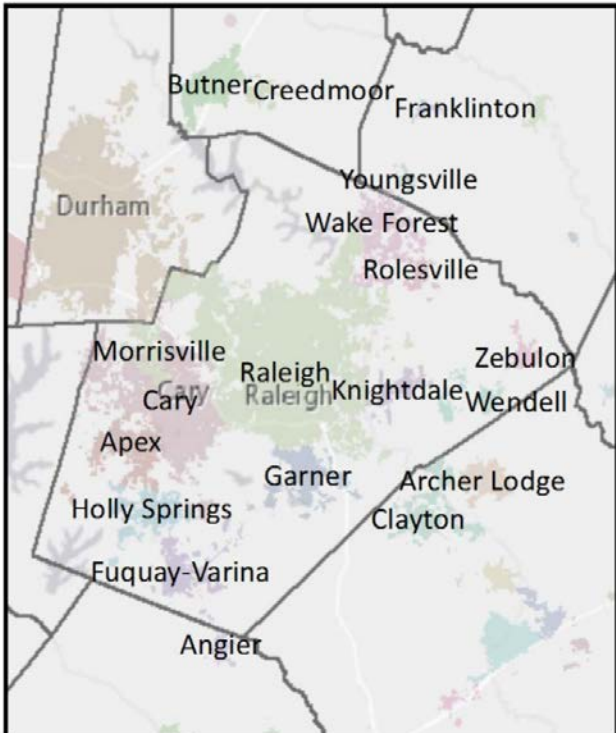 Butner
Creedmoor
Franklinton
Youngsville
Durham
Wake Forest
Rolesville
Morrisville
Zebulon
Raleigh
Knightdale
Cary
Cary
Raleigh
Wendell
Apex
Garner
Archer Lodge
Holly Springs
Clayton
Fuquay-Varina
Angier